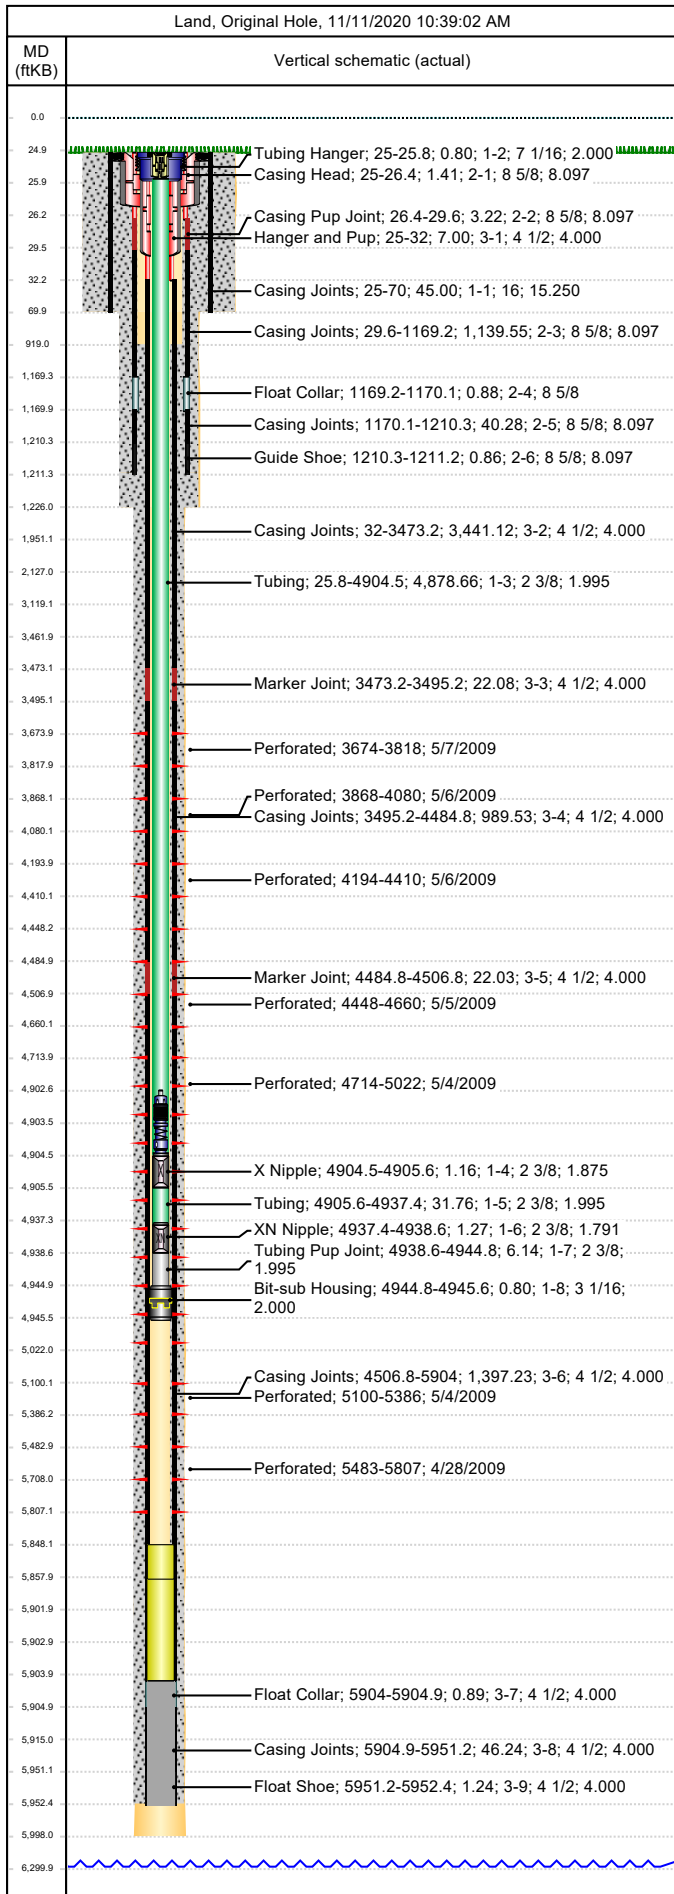 Land, Original Hole, 11/11/2020 10:39:02 AM
MD
(ftKB)
Vertical schematic (actual)
0.0
24.9
25.9
26.2
29.5
32.2
69.9
919.0
1,169.3
1,169.9
1,210.3
1,211.3
1,226.0
1,951.1
2,127.0
3,119.1
3,461.9
3,473.1
3,495.1
3,673.9
3,817.9
3,868.1
4,080.1
4,193.9
4,410.1
4,448.2
4,484.9
4,506.9
4,660.1
4,713.9
4,902.6
4,903.5
4,904.5
4,905.5
4,937.3
4,938.6
4,944.9
4,945.5
5,022.0
5,100.1
5,386.2
5,482.9
5,708.0
5,807.1
5,848.1
5,857.9
5,901.9
5,902.9
5,903.9
5,904.9
5,915.0
5,951.1
5,952.4
5,998.0
6,299.9
Tubing Hanger; 25-25.8; 0.80; 1-2; 7 1/16; 2.000
Casing Head; 25-26.4; 1.41; 2-1; 8 5/8; 8.097
Casing Pup Joint; 26.4-29.6; 3.22; 2-2; 8 5/8; 8.097
Hanger and Pup; 25-32; 7.00; 3-1; 4 1/2; 4.000
Casing Joints; 25-70; 45.00; 1-1; 16; 15.250
Casing Joints; 29.6-1169.2; 1,139.55; 2-3; 8 5/8; 8.097
Float Collar; 1169.2-1170.1; 0.88; 2-4; 8 5/8
Casing Joints; 1170.1-1210.3; 40.28; 2-5; 8 5/8; 8.097
Guide Shoe; 1210.3-1211.2; 0.86; 2-6; 8 5/8; 8.097
Casing Joints; 32-3473.2; 3,441.12; 3-2; 4 1/2; 4.000
Tubing; 25.8-4904.5; 4,878.66; 1-3; 2 3/8; 1.995
Marker Joint; 3473.2-3495.2; 22.08; 3-3; 4 1/2; 4.000
Perforated; 3674-3818; 5/7/2009
Perforated; 3868-4080; 5/6/2009
Casing Joints; 3495.2-4484.8; 989.53; 3-4; 4 1/2; 4.000
Perforated; 4194-4410; 5/6/2009
Marker Joint; 4484.8-4506.8; 22.03; 3-5; 4 1/2; 4.000
Perforated; 4448-4660; 5/5/2009
Perforated; 4714-5022; 5/4/2009
X Nipple; 4904.5-4905.6; 1.16; 1-4; 2 3/8; 1.875
Tubing; 4905.6-4937.4; 31.76; 1-5; 2 3/8; 1.995
XN Nipple; 4937.4-4938.6; 1.27; 1-6; 2 3/8; 1.791
Tubing Pup Joint; 4938.6-4944.8; 6.14; 1-7; 2 3/8;
1.995
Bit-sub Housing; 4944.8-4945.6; 0.80; 1-8; 3 1/16;
2.000
Casing Joints; 4506.8-5904; 1,397.23; 3-6; 4 1/2; 4.000
Perforated; 5100-5386; 5/4/2009
Perforated; 5483-5807; 4/28/2009
Float Collar; 5904-5904.9; 0.89; 3-7; 4 1/2; 4.000
Casing Joints; 5904.9-5951.2; 46.24; 3-8; 4 1/2; 4.000
Float Shoe; 5951.2-5952.4; 1.24; 3-9; 4 1/2; 4.000
X
XN